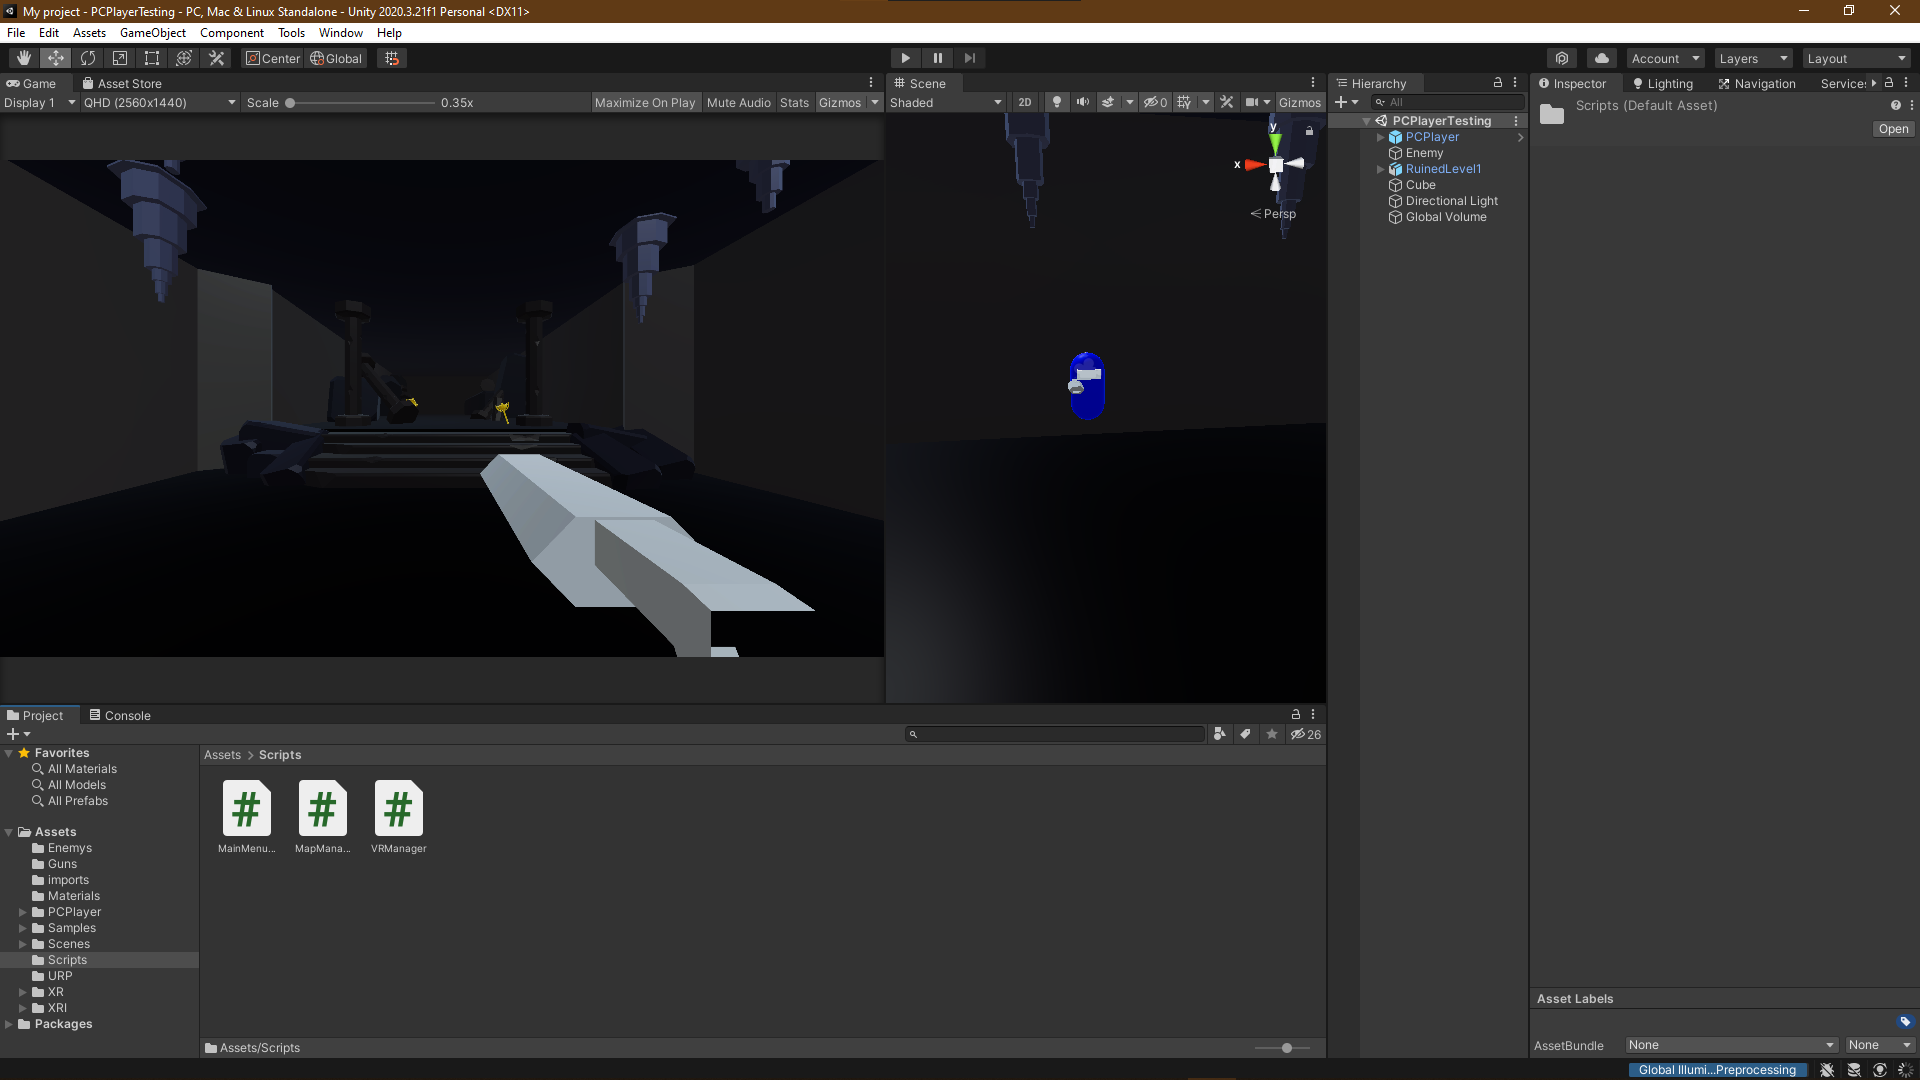 My project - PCPlayerTesting - PC, Mac & Linux Standalone - Unity 2020.3.21f1 Personal <DX11>
File Edit Assets GameObject Component Tools Window Help
Center Global Account Layers Layout
Game Asset Store
Display 1 QHD (2560x1440) Scale 0.35x Maximize On Play Mute Audio Stats Gizmos
Scene
Shaded 2D 0 Gizmos
y
x
Persp
Hierarchy
All
PCPlayerTesting
PCPlayer
Enemy
RuinedLevel1
Cube
Directional Light
Global Volume
Inspector Lighting Navigation Services
Scripts (Default Asset)
Open
Project Console
26
Favorites
All Materials
All Models
All Prefabs
Assets
Enemys
Guns
imports
Materials
PCPlayer
Samples
Scenes
Scripts
URP
XR
XRI
Packages
Assets > Scripts
MainMenu... MapMana... VRManager
Assets/Scripts
Asset Labels
AssetBundle None None
Global Illumi...Preprocessing